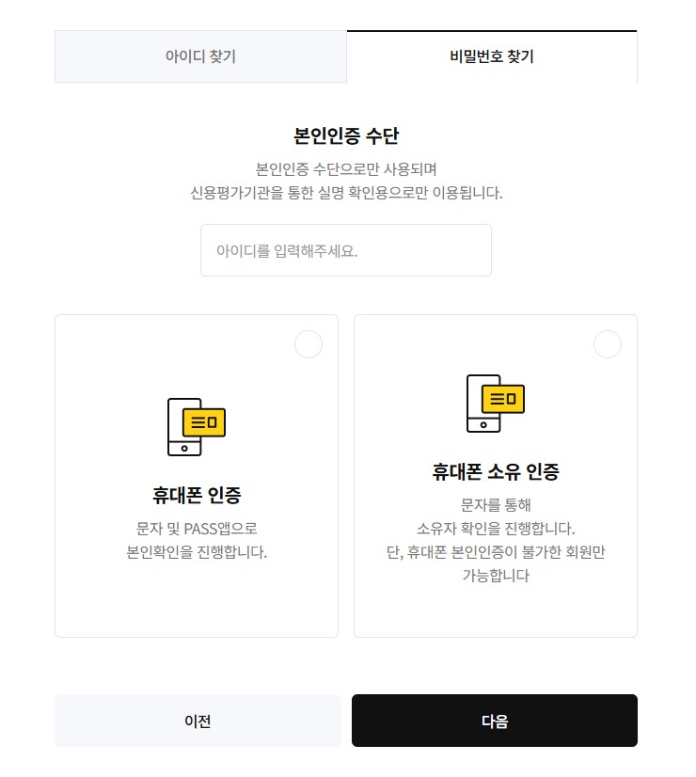 아이디 찾기
비밀번호 찾기
본인인증 수단
본인인증 수단으로만 사용되며
신용평가기관을 통한 실명 확인용으로만 이용됩니다.
아이디를 입력해주세요.
휴대폰 인증
문자 및 PASS앱으로
본인확인을 진행합니다.
휴대폰 소유 인증
문자를 통해
소유자 확인을 진행합니다.
단, 휴대폰 본인인증이 불가한 회원만
가능합니다
이전
다음